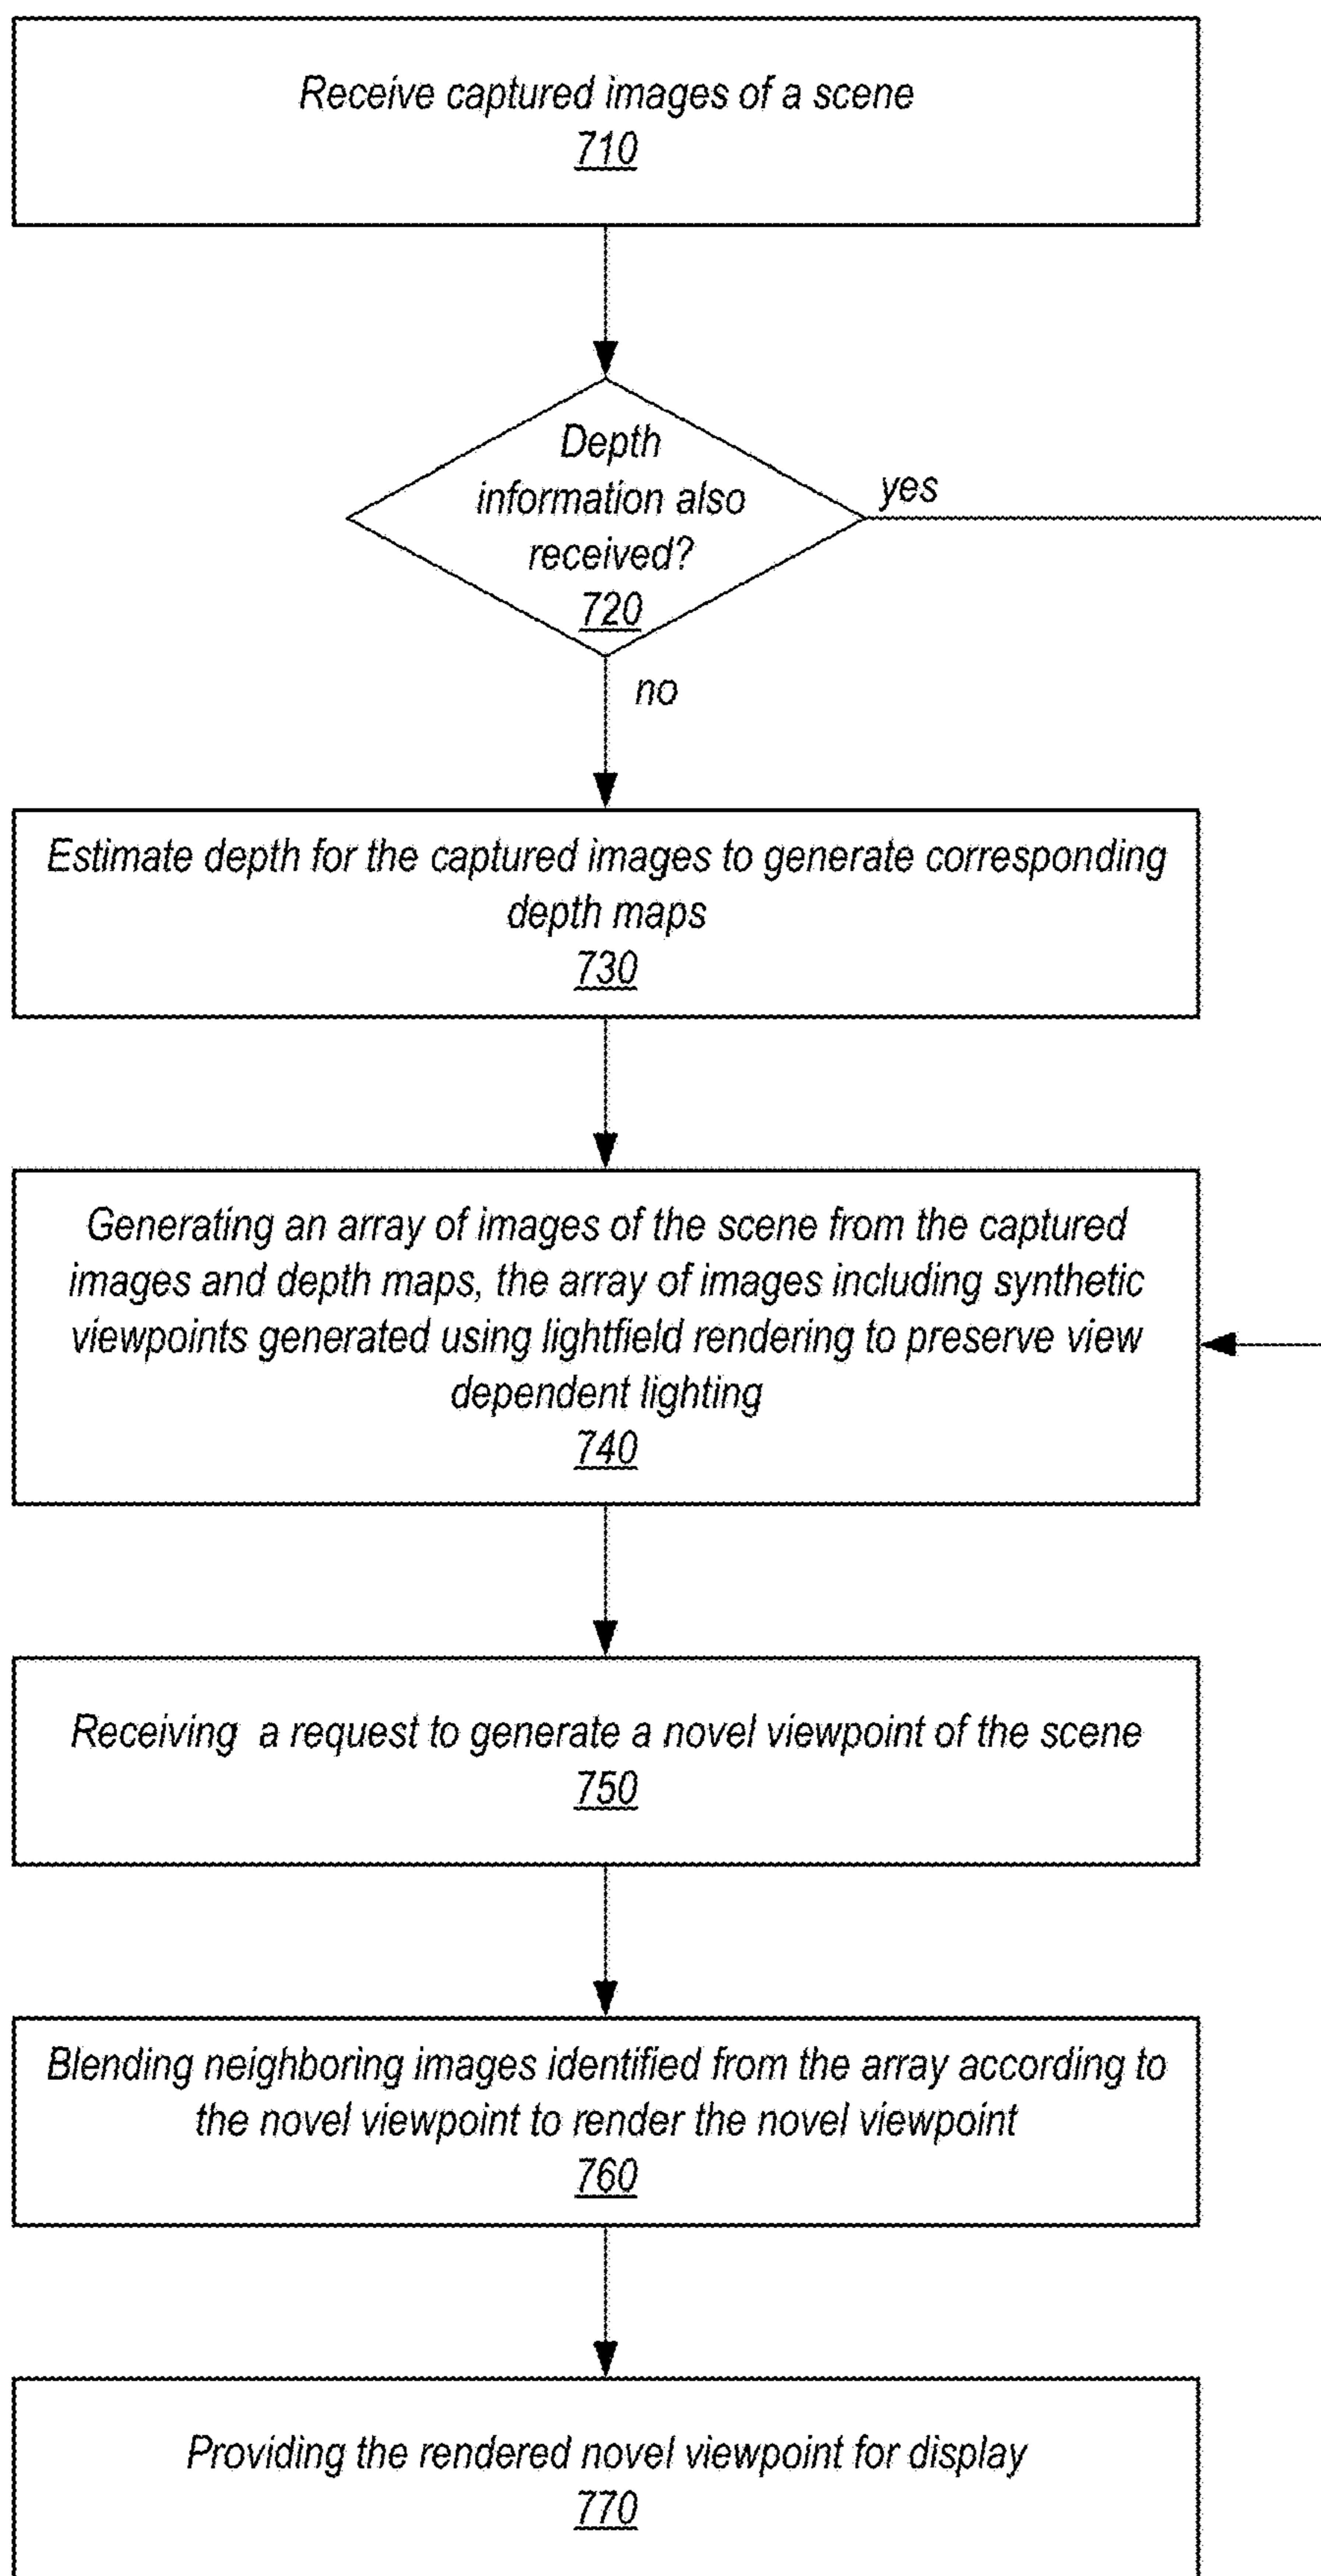 Receive captured images of a scene
710
Depth
information also
received?
720
yes
no
Estimate depth for the captured images to generate corresponding
depth maps
730
Generating an array of images of the scene from the captured
images and depth maps, the array of images including synthetic
viewpoints generated using lightfield rendering to preserve view
dependent lighting
740
Receiving a request to generate a novel viewpoint of the scene
750
Blending neighboring images identified from the array according to
the novel viewpoint to render the novel viewpoint
760
Providing the rendered novel viewpoint for display
770